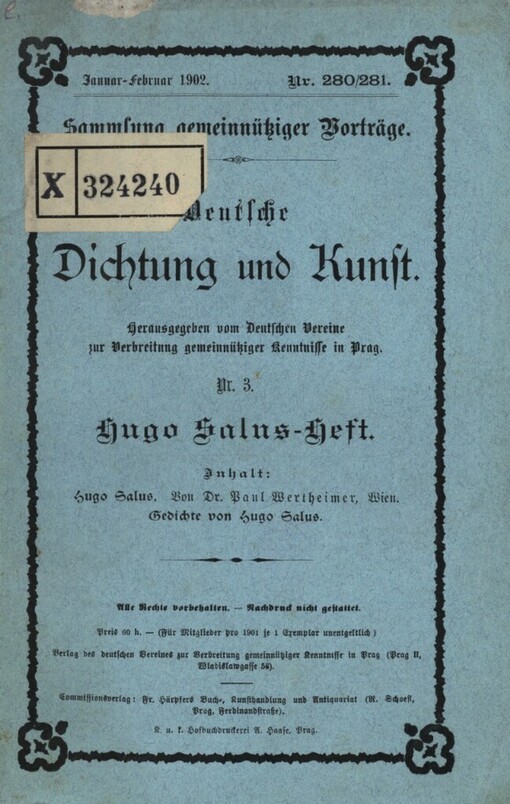 Januar-Februar 1902. Nr. 280/281.
Sammlung gemeinnütziger Vorträge.
X 324240
Deutsche
Dichtung und Kunst.
Herausgegeben vom Deutschen Vereine
zur Verbreitung gemeinnütziger Kenntnisse in Prag.
Nr. 3.
Hugo Salus-Heft.
Inhalt:
Hugo Salus. Von Dr. Paul Wertheimer, Wien.
Gedichte von Hugo Salus.
Alle Rechte vorbehalten. — Nachdruck nicht gestattet.
Preis 60 h. — (Für Mitglieder pro 1901 je 1 Exemplar unentgeltlich)
Verlag des deutschen Vereines zur Verbreitung gemeinnütziger Kenntnisse in Prag (Prag II,
Wladislawgasse).
Commissionsverlag: Fr. Härpfers Buch-, Kunsthandlung und Antiquariat (R. Schoeft,
Prag, Ferdinandstraße).
K. u. k. Hofbuchdruckerei A. Haase, Prag.